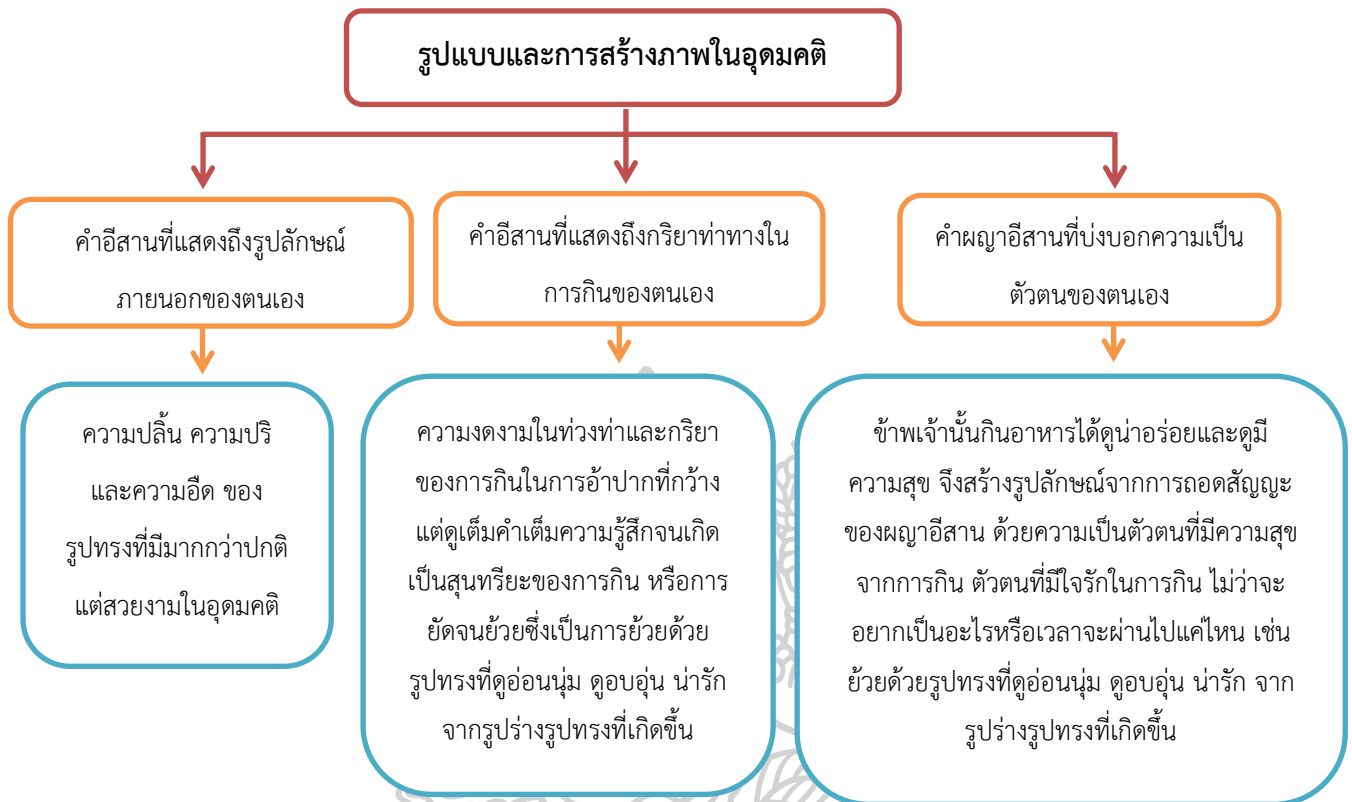 รูปแบบและการสร้างภาพในอุดมคติ
คำอีสานที่แสดงถึงรูปลักษณ์
ภายนอกของตนเอง
คำอีสานที่แสดงถึงกริยาท่าทางใน
การกินของตนเอง
คำผญาอีสานที่บ่งบอกความเป็น
ตัวตนของตนเอง
ความปลิ้น ความปริ
และความอืด ของ
รูปทรงที่มีมากกว่าปกติ
แต่สวยงามในอุดมคติ
ความงดงามในท่วงท่าและกริยา
ของการกินในการอ้าปากที่กว้าง
แต่ดูเต็มคำเต็มความรู้สึกจนเกิด
เป็นสุนทรียะของการกิน หรือการ
ยัดจนย้วยซึ่งเป็นการย้วยด้วย
รูปทรงที่ดูอ่อนนุ่ม ดูอบอุ่น น่ารัก
จากรูปร่างรูปทรงที่เกิดขึ้น
ข้าพเจ้านั้นกินอาหารได้ดูน่าอร่อยและดูมี
ความสุข จึงสร้างรูปลักษณ์จากการถอดสัญญะ
ของผญาอีสาน ด้วยความเป็นตัวตนที่มีความสุข
จากการกิน ตัวตนที่มีใจรักในการกิน ไม่ว่าจะ
อยากเป็นอะไรหรือเวลาจะผ่านไปแค่ไหน เช่น
ย้วยด้วยรูปทรงที่ดูอ่อนนุ่ม ดูอบอุ่น น่ารัก จาก
รูปร่างรูปทรงที่เกิดขึ้น